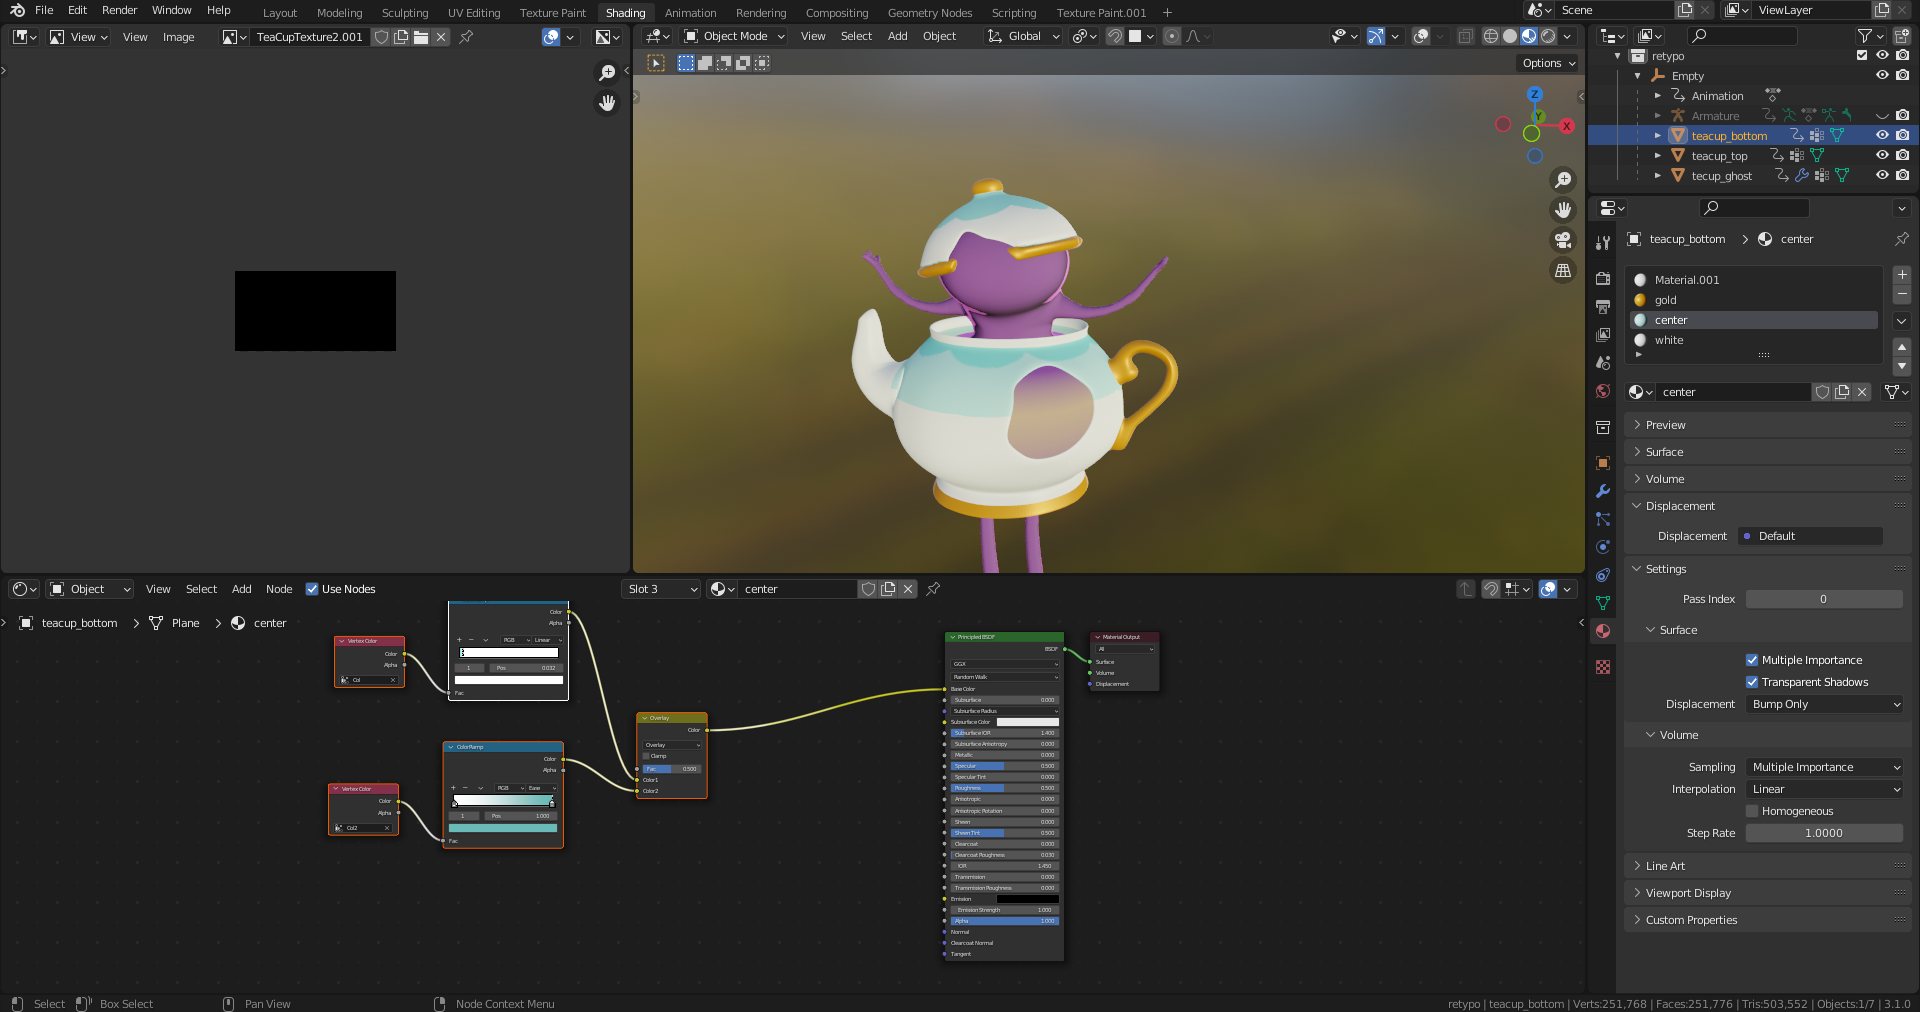 File Edit Render Window Help Layout Modeling Sculpting UV Editing Texture Paint Shading Animation Rendering Compositing Geometry Nodes Scripting Texture Paint.001 + Scene ViewLayer
View View Image TeaCupTexture2.001 Object Mode View Select Add Object Global
Options
Z
Y
X
retypo
Empty
Animation
Armature
teacup_bottom
teacup_top
tecup_ghost
teacup_bottom > center
Material.001
gold
center
white
center
Preview
Surface
Volume
Displacement
Displacement Default
Settings
Pass Index 0
Surface
Multiple Importance
Transparent Shadows
Displacement Bump Only
Volume
Sampling Multiple Importance
Interpolation Linear
Homogeneous
Step Rate 1.0000
Line Art
Viewport Display
Custom Properties
Object View Select Add Node Use Nodes Slot 3 center
teacup_bottom > Plane > center
Color
Alpha
RGB Linear
1 Pos 0.032
Fac
Vertex Color
Color
Alpha
Col
ColorRamp
Color
Alpha
RGB Ease
1 Pos 1.000
Fac
Vertex Color
Color
Alpha
Col2
Overlay
Color
Overlay
Clamp
Fac 0.500
Color1
Color2
Principled BSDF
BSDF
GGX
Random Walk
Base Color
Subsurface 0.000
Subsurface Radius
Subsurface Color
Subsurface IOR 1.400
Subsurface Anisotropy 0.000
Metallic 0.000
Specular 0.500
Specular Tint 0.000
Roughness 0.500
Anisotropic 0.000
Anisotropic Rotation 0.000
Sheen 0.000
Sheen Tint 0.500
Clearcoat 0.000
Clearcoat Roughness 0.030
IOR 1.450
Transmission 0.000
Transmission Roughness 0.000
Emission
Emission Strength 1.000
Alpha 1.000
Normal
Clearcoat Normal
Tangent
Material Output
All
Surface
Volume
Displacement
Select Box Select Pan View Node Context Menu retypo | teacup_bottom | Verts:251,768 | Faces:251,776 | Tris:503,552 | Objects:1/7 | 3.1.0